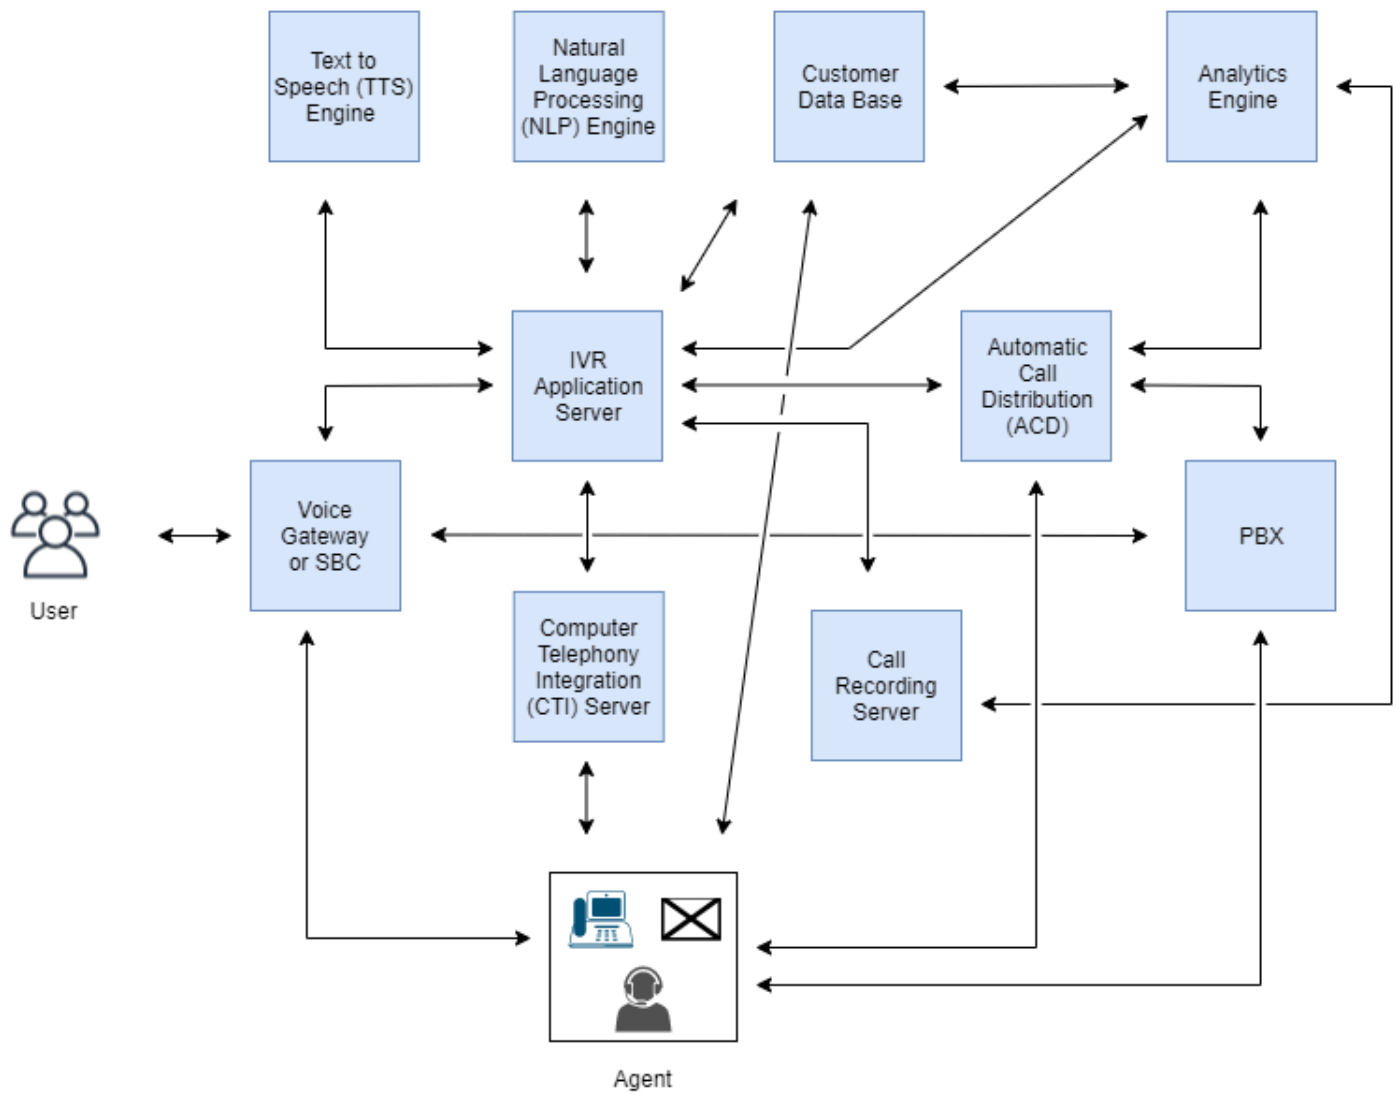 Text to
Speech (TTS)
Engine
Natural
Language
Processing
(NLP) Engine
Customer
Data Base
Analytics
Engine
IVR
Application
Server
Automatic
Call
Distribution
(ACD)
Voice
Gateway
or SBC
PBX
User
Computer
Telephony
Integration
(CTI) Server
Call
Recording
Server
Agent